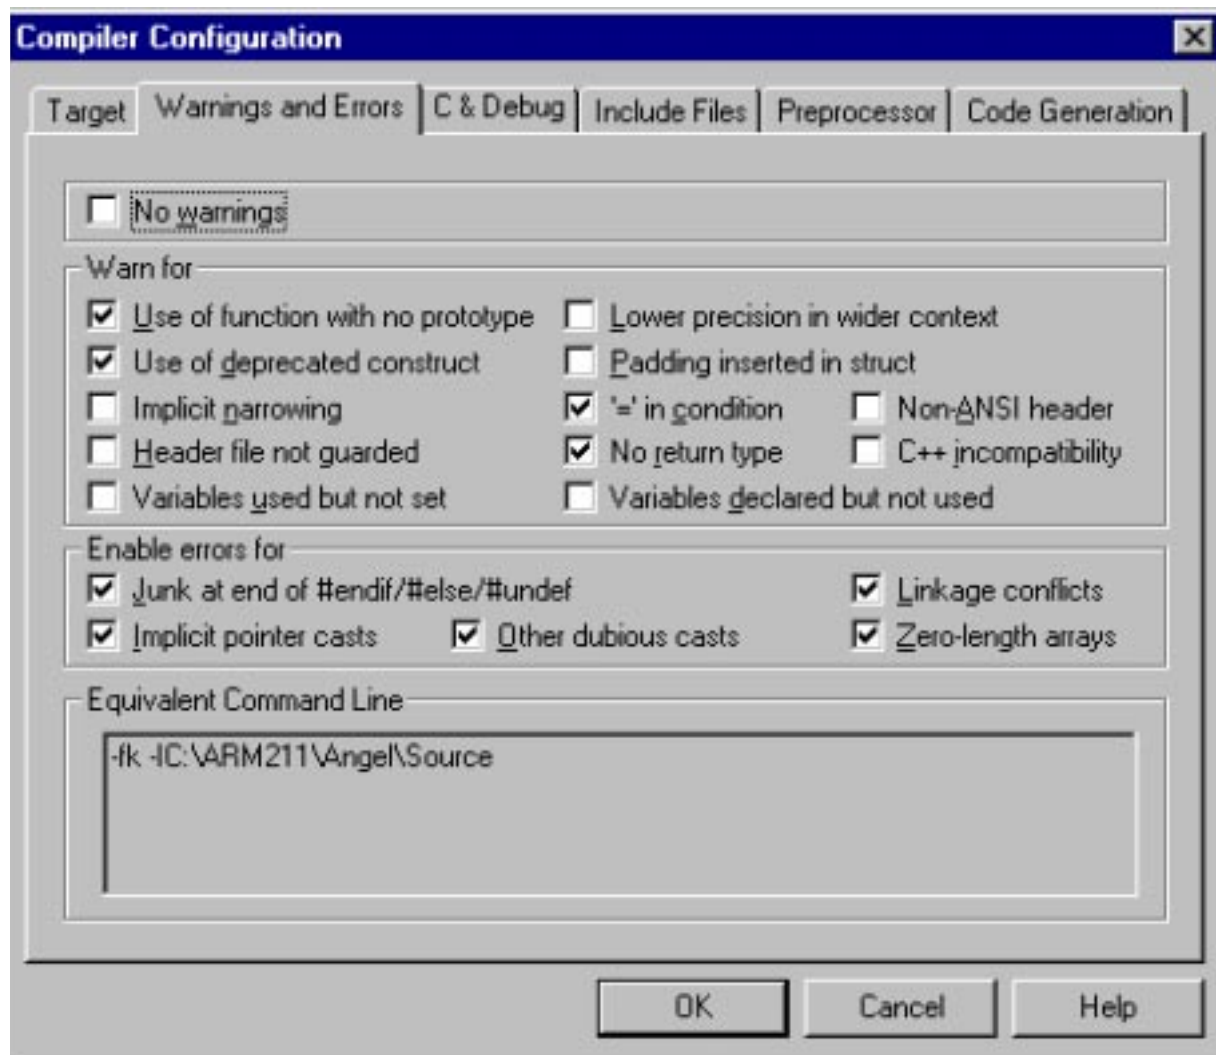 Compiler Configuration
Target Warnings and Errors C & Debug Include Files Preprocessor Code Generation
No warnings
Warn for
Use of function with no prototype Lower precision in wider context
Use of deprecated construct Padding inserted in struct
Implicit narrowing '=' in condition Non-ANSI header
Header file not guarded No return type C++ incompatibility
Variables used but not set Variables declared but not used
Enable errors for
Junk at end of #endif/#else/#undef Linkage conflicts
Implicit pointer casts Other dubious casts Zero-length arrays
Equivalent Command Line
-fk -IC:\ARM211\Angel\Source
OK Cancel Help